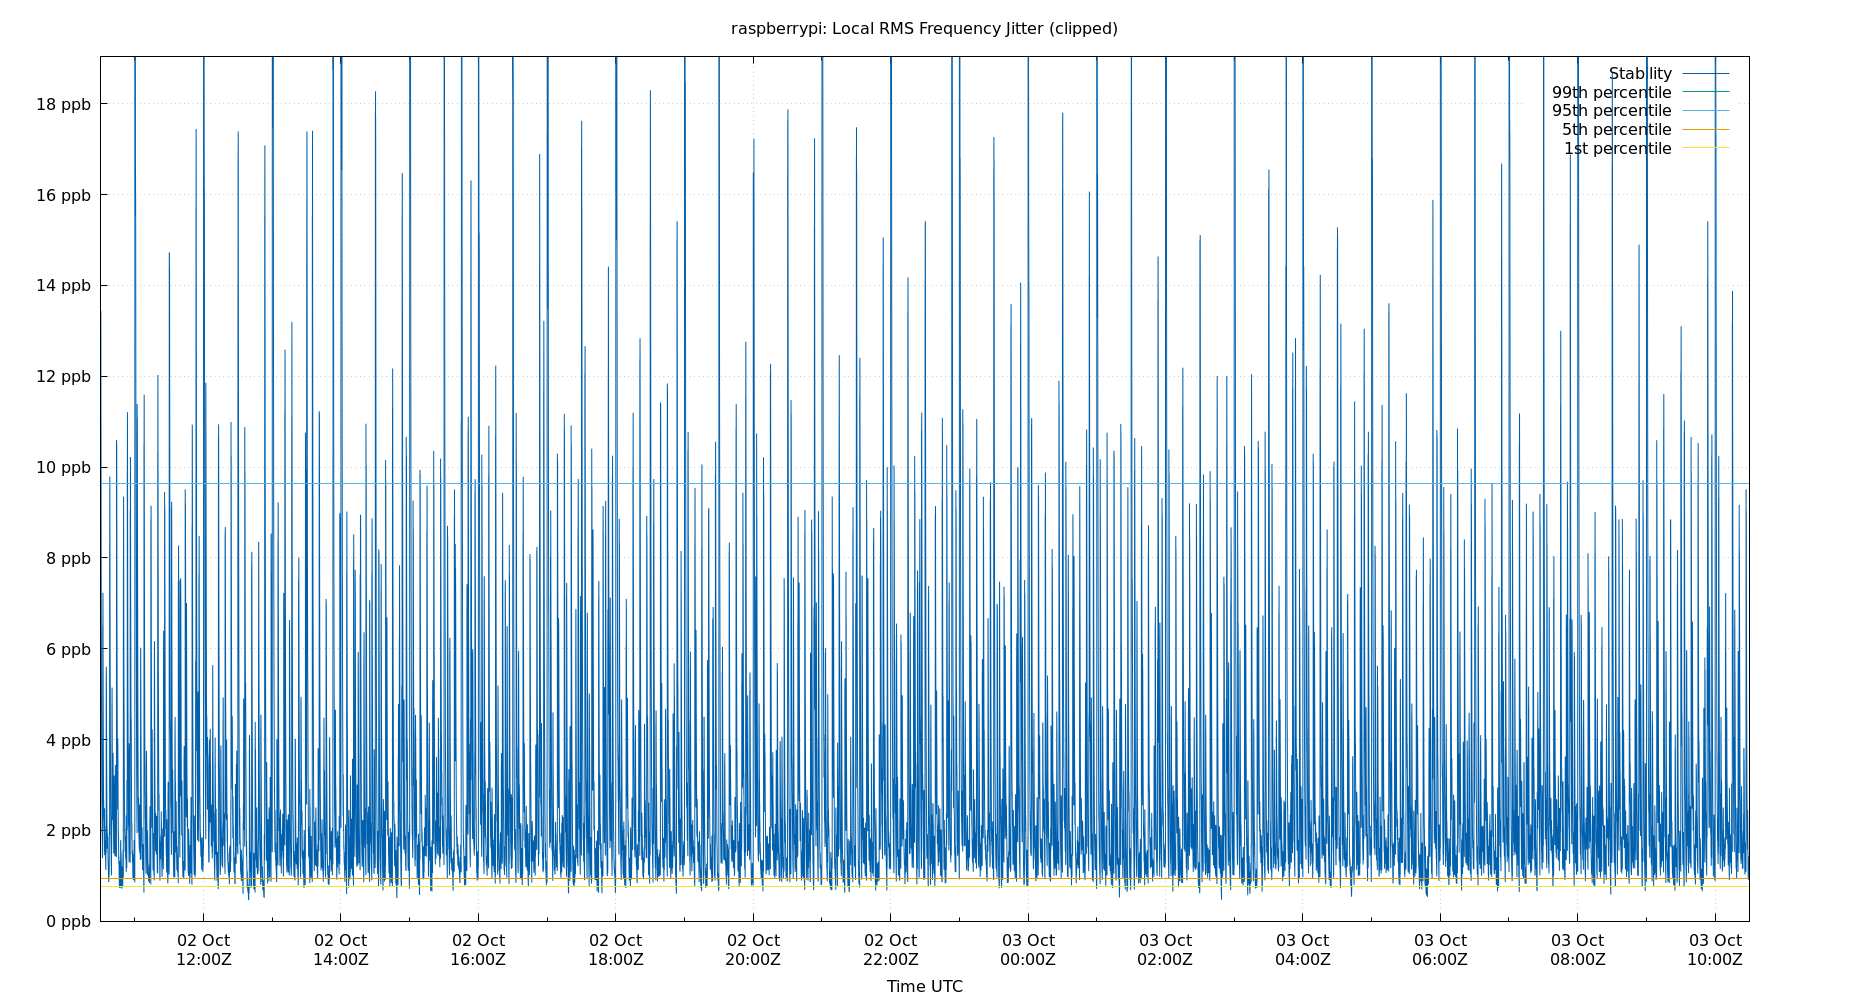 raspberrypi: Local RMS Frequency Jitter (clipped)
Stability
99th percentile
95th percentile
5th percentile
1st percentile
18 ppb
16 ppb
14 ppb
12 ppb
10 ppb
8 ppb
6 ppb
4 ppb
2 ppb
0 ppb
02 Oct 02 Oct 02 Oct 02 Oct 02 Oct 02 Oct 03 Oct 03 Oct 03 Oct 03 Oct 03 Oct 03 Oct
12:00Z 14:00Z 16:00Z 18:00Z 20:00Z 22:00Z 00:00Z 02:00Z 04:00Z 06:00Z 08:00Z 10:00Z
Time UTC